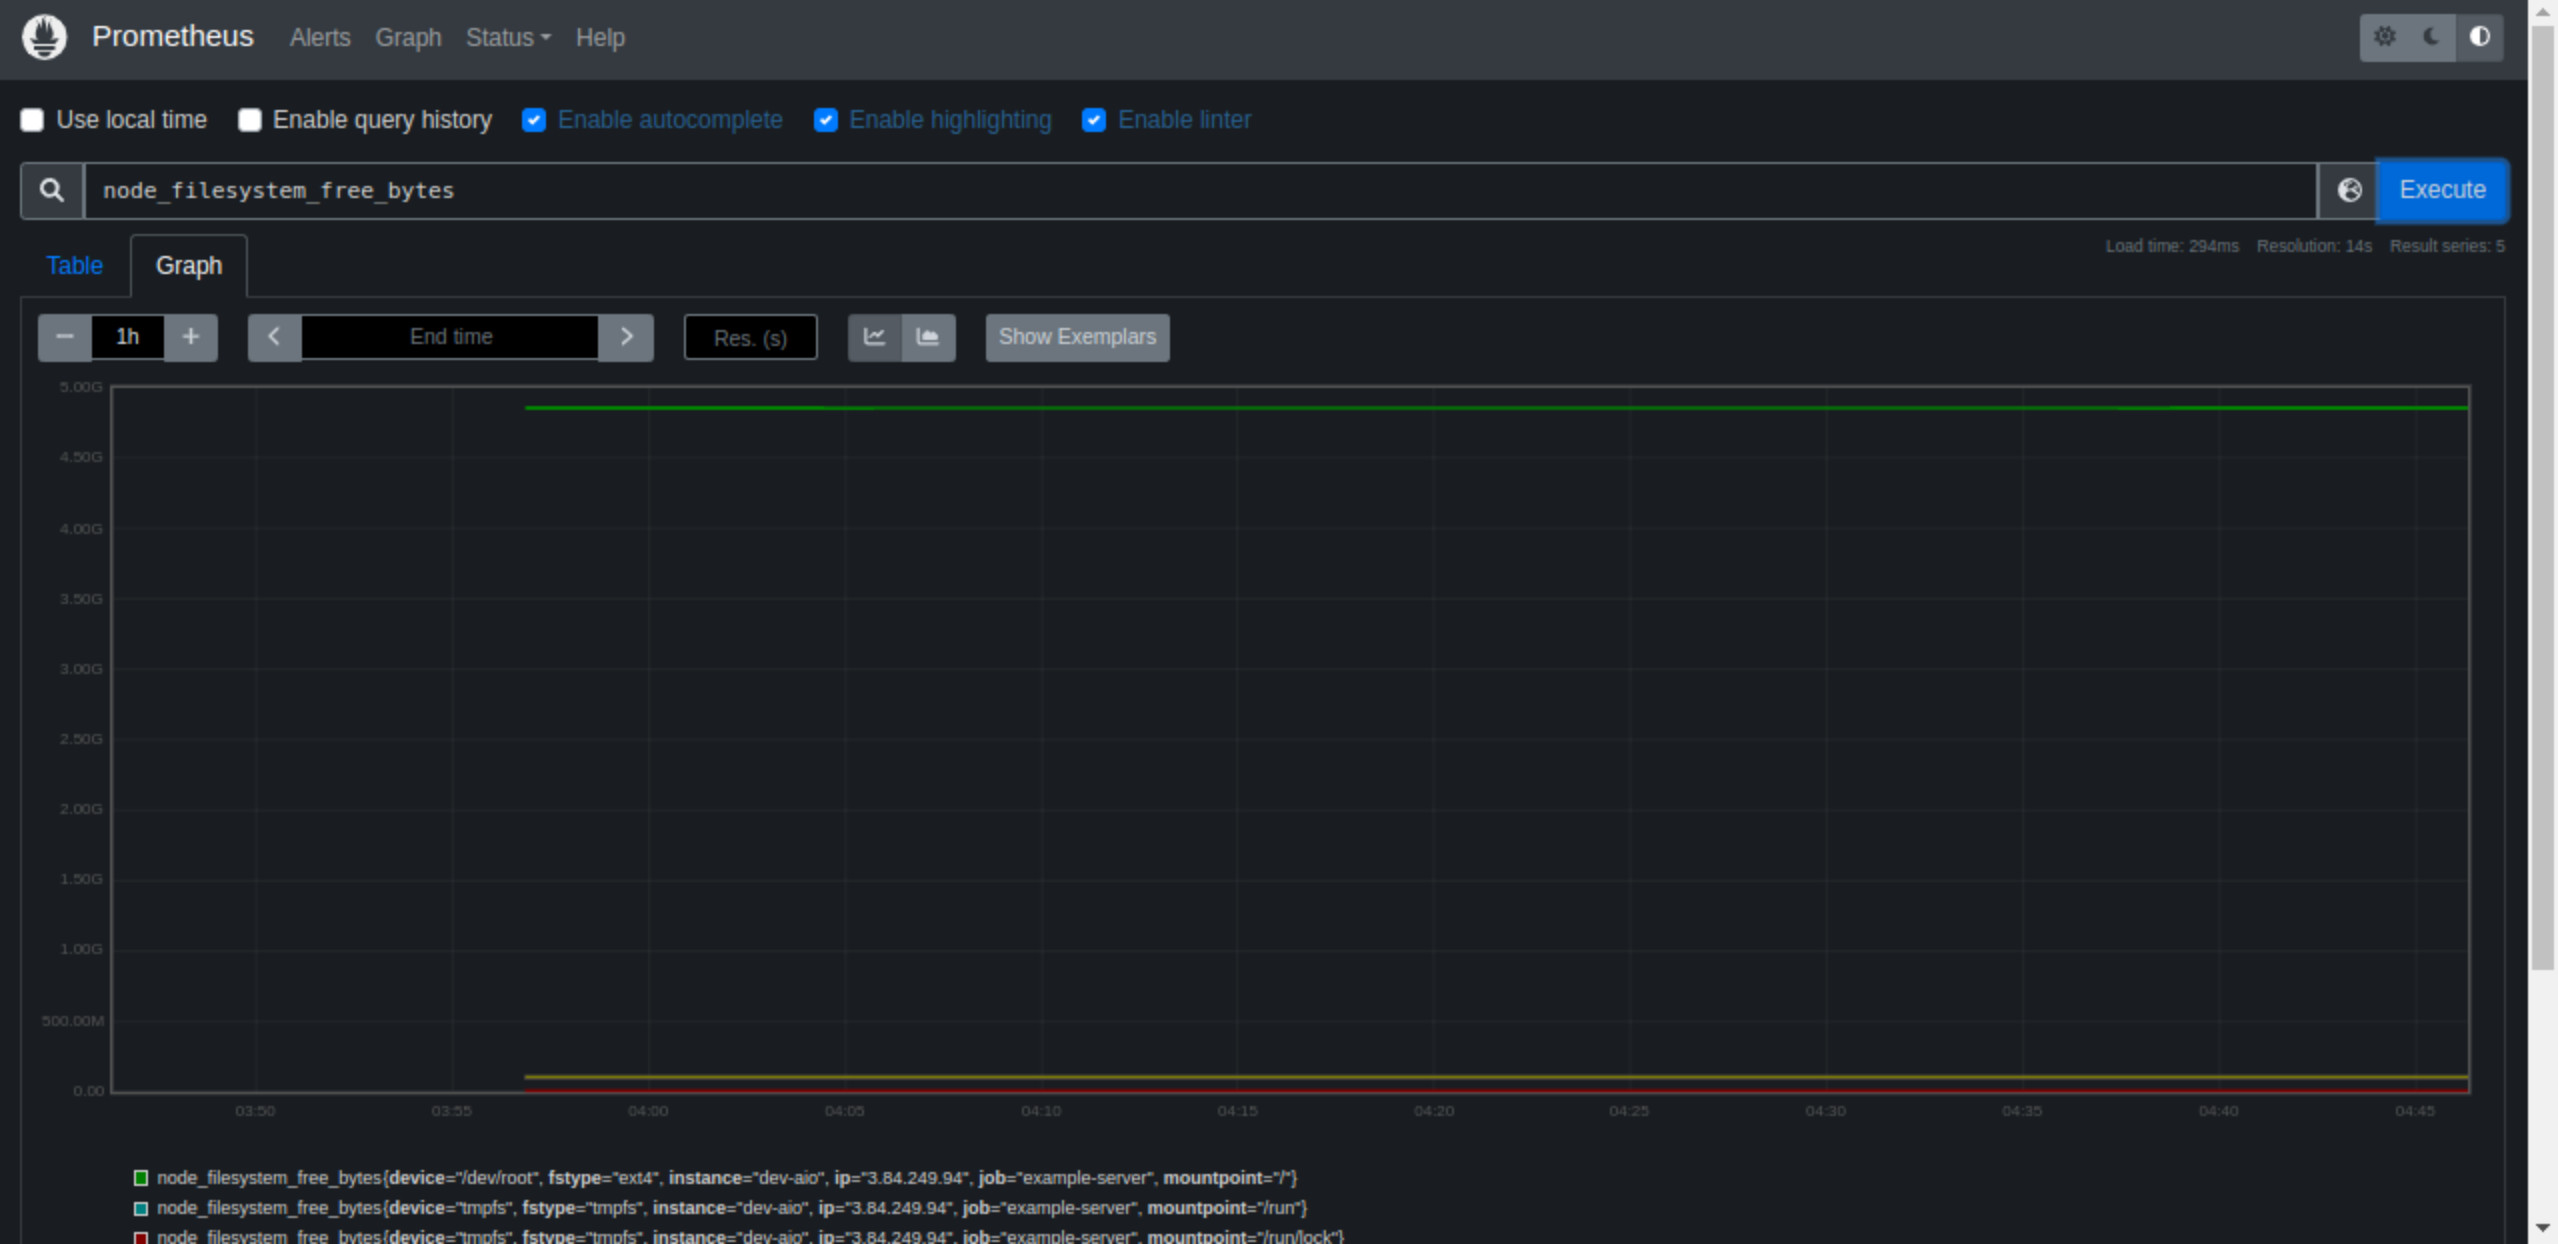 Prometheus Alerts Graph Status Help
Use local time Enable query history Enable autocomplete Enable highlighting Enable linter
node_filesystem_free_bytes Execute
Load time: 294ms Resolution: 14s Result series: 5
Table Graph
1h End time Res. (s) Show Exemplars
5.00G
4.50G
4.00G
3.50G
3.00G
2.50G
2.00G
1.50G
1.00G
500.00M
0.00
03:50 03:55 04:00 04:05 04:10 04:15 04:20 04:25 04:30 04:35 04:40 04:45
node_filesystem_free_bytes{device="/dev/root", fstype="ext4", instance="dev-aio", ip="3.84.249.94", job="example-server", mountpoint="/"}
node_filesystem_free_bytes{device="tmpfs", fstype="tmpfs", instance="dev-aio", ip="3.84.249.94", job="example-server", mountpoint="/run"}
node_filesystem_free_bytes{device="tmpfs", fstype="tmpfs", instance="dev-aio", ip="3.84.249.94", job="example-server", mountpoint="/run/lock"}